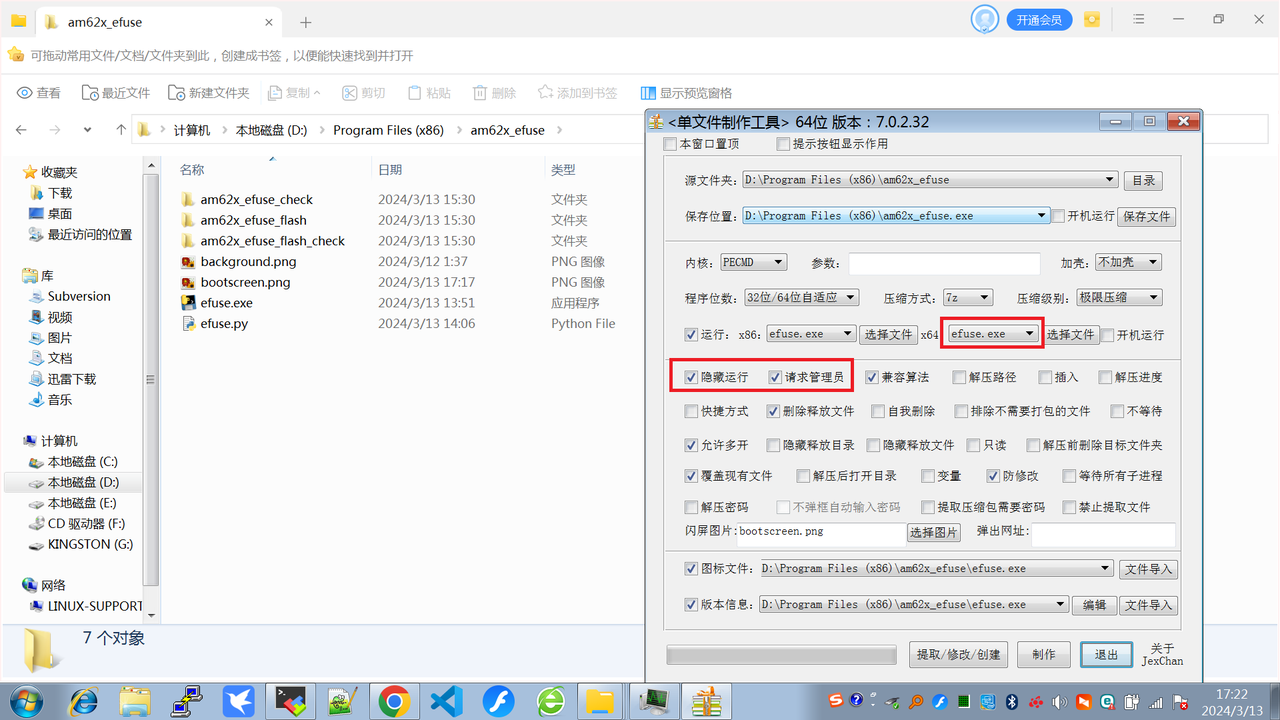 am62x_efuse
开通会员
可拖动常用文件/文档/文件夹到此，创建成书签，以便能快速找到并打开
查看 最近文件 新建文件夹 复制 剪切 粘贴 删除 添加到书签 显示预览窗格
计算机 本地磁盘 (D:) Program Files (x86) am62x_efuse
收藏夹
下载
桌面
最近访问的位置
库
Subversion
视频
图片
文档
迅雷下载
音乐
计算机
本地磁盘 (C:)
本地磁盘 (D:)
本地磁盘 (E:)
CD 驱动器 (F:)
KINGSTON (G:)
网络
LINUX-SUPPORT
名称 日期 类型
am62x_efuse_check 2024/3/13 15:30 文件夹
am62x_efuse_flash 2024/3/13 15:30 文件夹
am62x_efuse_flash_check 2024/3/13 15:30 文件夹
background.png 2024/3/12 1:37 PNG 图像
bootscreen.png 2024/3/13 17:17 PNG 图像
efuse.exe 2024/3/13 13:51 应用程序
efuse.py 2024/3/13 14:06 Python File
7 个对象
<单文件制作工具> 64位 版本：7.0.2.32
本窗口置顶 提示按钮显示作用
源文件夹: D:\Program Files (x86)\am62x_efuse 目录
保存位置: D:\Program Files (x86)\am62x_efuse.exe 开机运行 保存文件
内核: PECMD 参数: 加壳: 不加壳
程序位数: 32位/64位自适应 压缩方式: 7z 压缩级别: 极限压缩
运行: x86: efuse.exe 选择文件 x64 efuse.exe 选择文件 开机运行
隐藏运行 请求管理员 兼容算法 解压路径 插入 解压进度
快捷方式 删除释放文件 自我删除 排除不需要打包的文件 不等待
允许多开 隐藏释放目录 隐藏释放文件 只读 解压前删除目标文件夹
覆盖现有文件 解压后打开目录 变量 防修改 等待所有子进程
解压密码 不弹框自动输入密码 提取压缩包需要密码 禁止提取文件
闪屏图片: bootscreen.png 选择图片 弹出网址:
图标文件: D:\Program Files (x86)\am62x_efuse\efuse.exe 文件导入
版本信息: D:\Program Files (x86)\am62x_efuse\efuse.exe 编辑 文件导入
提取/修改/创建 制作 退出 关于
JexChan
17:22
2024/3/13